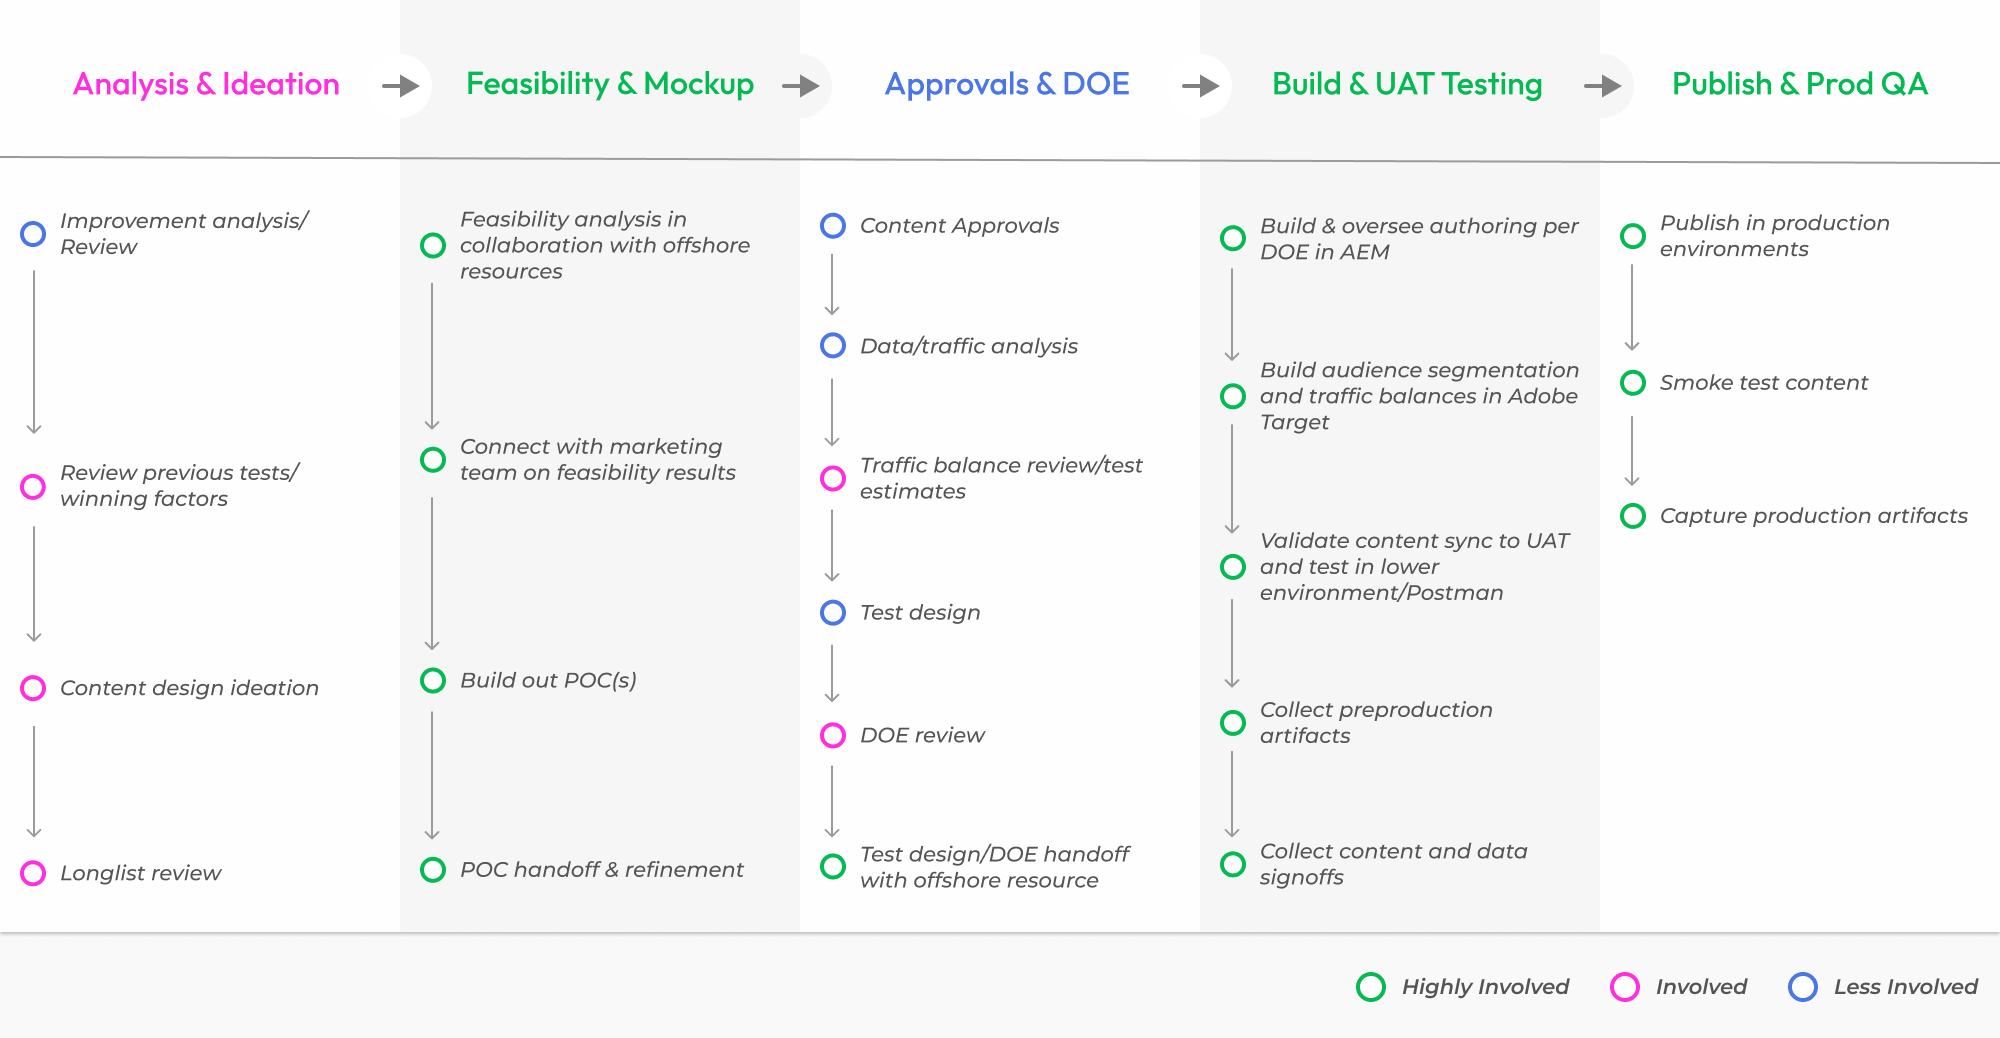 Analysis & Ideation
Feasibility & Mockup
Approvals & DOE
Build & UAT Testing
Publish & Prod QA
Improvement analysis/
Review
Review previous tests/
winning factors
Content design ideation
Longlist review
Feasibility analysis in
collaboration with offshore
resources
Connect with marketing
team on feasibility results
Build out POC(s)
POC handoff & refinement
Content Approvals
Data/traffic analysis
Traffic balance review/test
estimates
Test design
DOE review
Test design/DOE handoff
with offshore resource
Build & oversee authoring per
DOE in AEM
Build audience segmentation
and traffic balances in Adobe
Target
Validate content sync to UAT
and test in lower
environment/Postman
Collect preproduction
artifacts
Collect content and data
signoffs
Publish in production
environments
Smoke test content
Capture production artifacts
Highly Involved
Involved
Less Involved